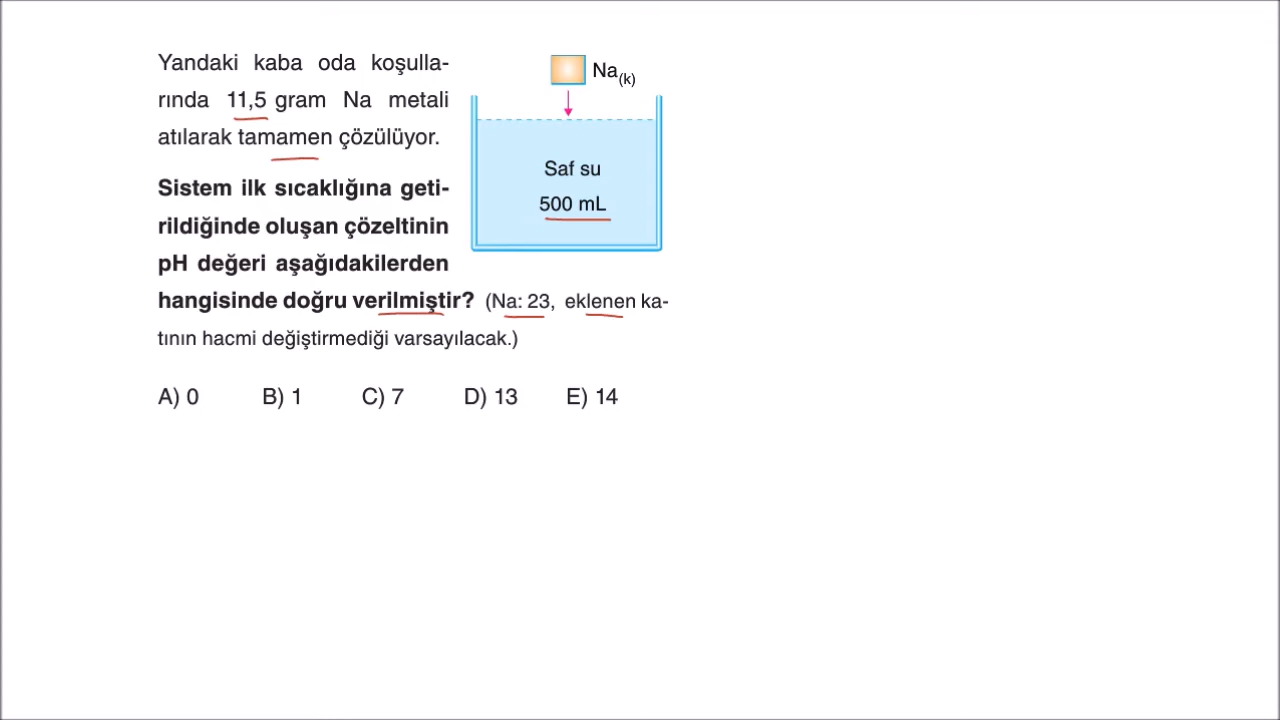 Yandaki kaba oda koşulla-
rında 11,5 gram Na metali
atılarak tamamen çözülüyor.
Sistem ilk sıcaklığına geti-
rildiğinde oluşan çözeltinin
pH değeri aşağıdakilerden
hangisinde doğru verilmiştir? (Na: 23, eklenen ka-
tının hacmi değiştirmediği varsayılacak.)
Na(k)
Saf su
500 mL
A) 0 B) 1 C) 7 D) 13 E) 14